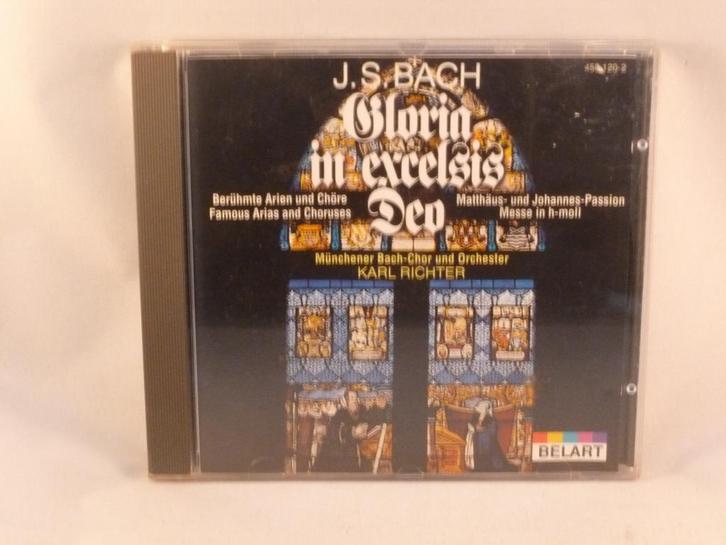 J.S.BACH
Gloria
in excelsis
Deo
Berühmte Arien und Chöre
Famous Arias and Choruses
Matthäus- und Johannes-Passion
Messe in h-moll
Münchener Bach-Chor und Orchester
KARL RICHTER
BELART